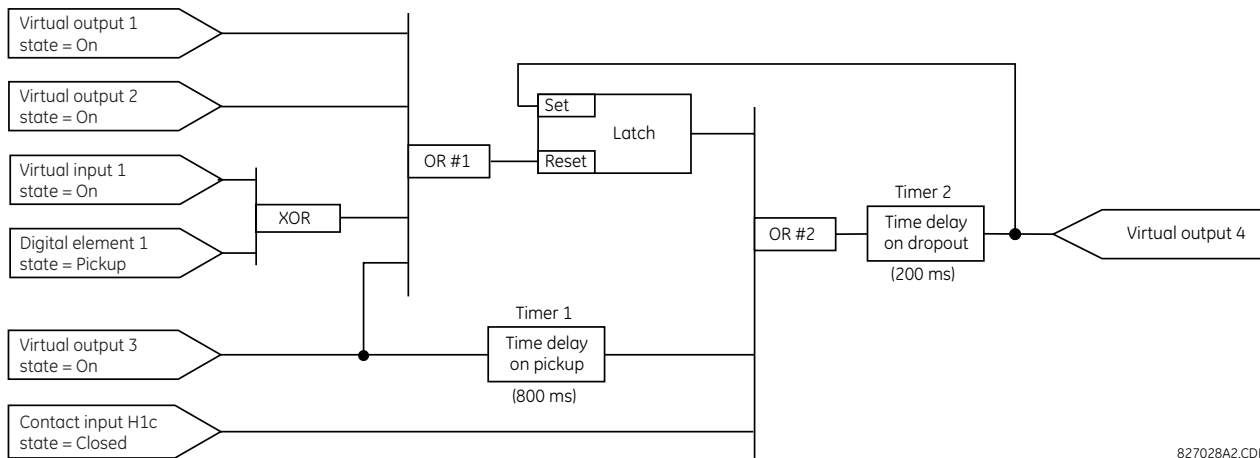 Virtual output 1
state = On
Virtual output 2
state = On
Virtual input 1
state = On
Digital element 1
state = Pickup
Virtual output 3
state = On
Contact input H1c
state = Closed
XOR
OR #1
Set
Latch
Reset
Timer 1
Time delay
on pickup
(800 ms)
OR #2
Timer 2
Time delay
on dropout
(200 ms)
Virtual output 4